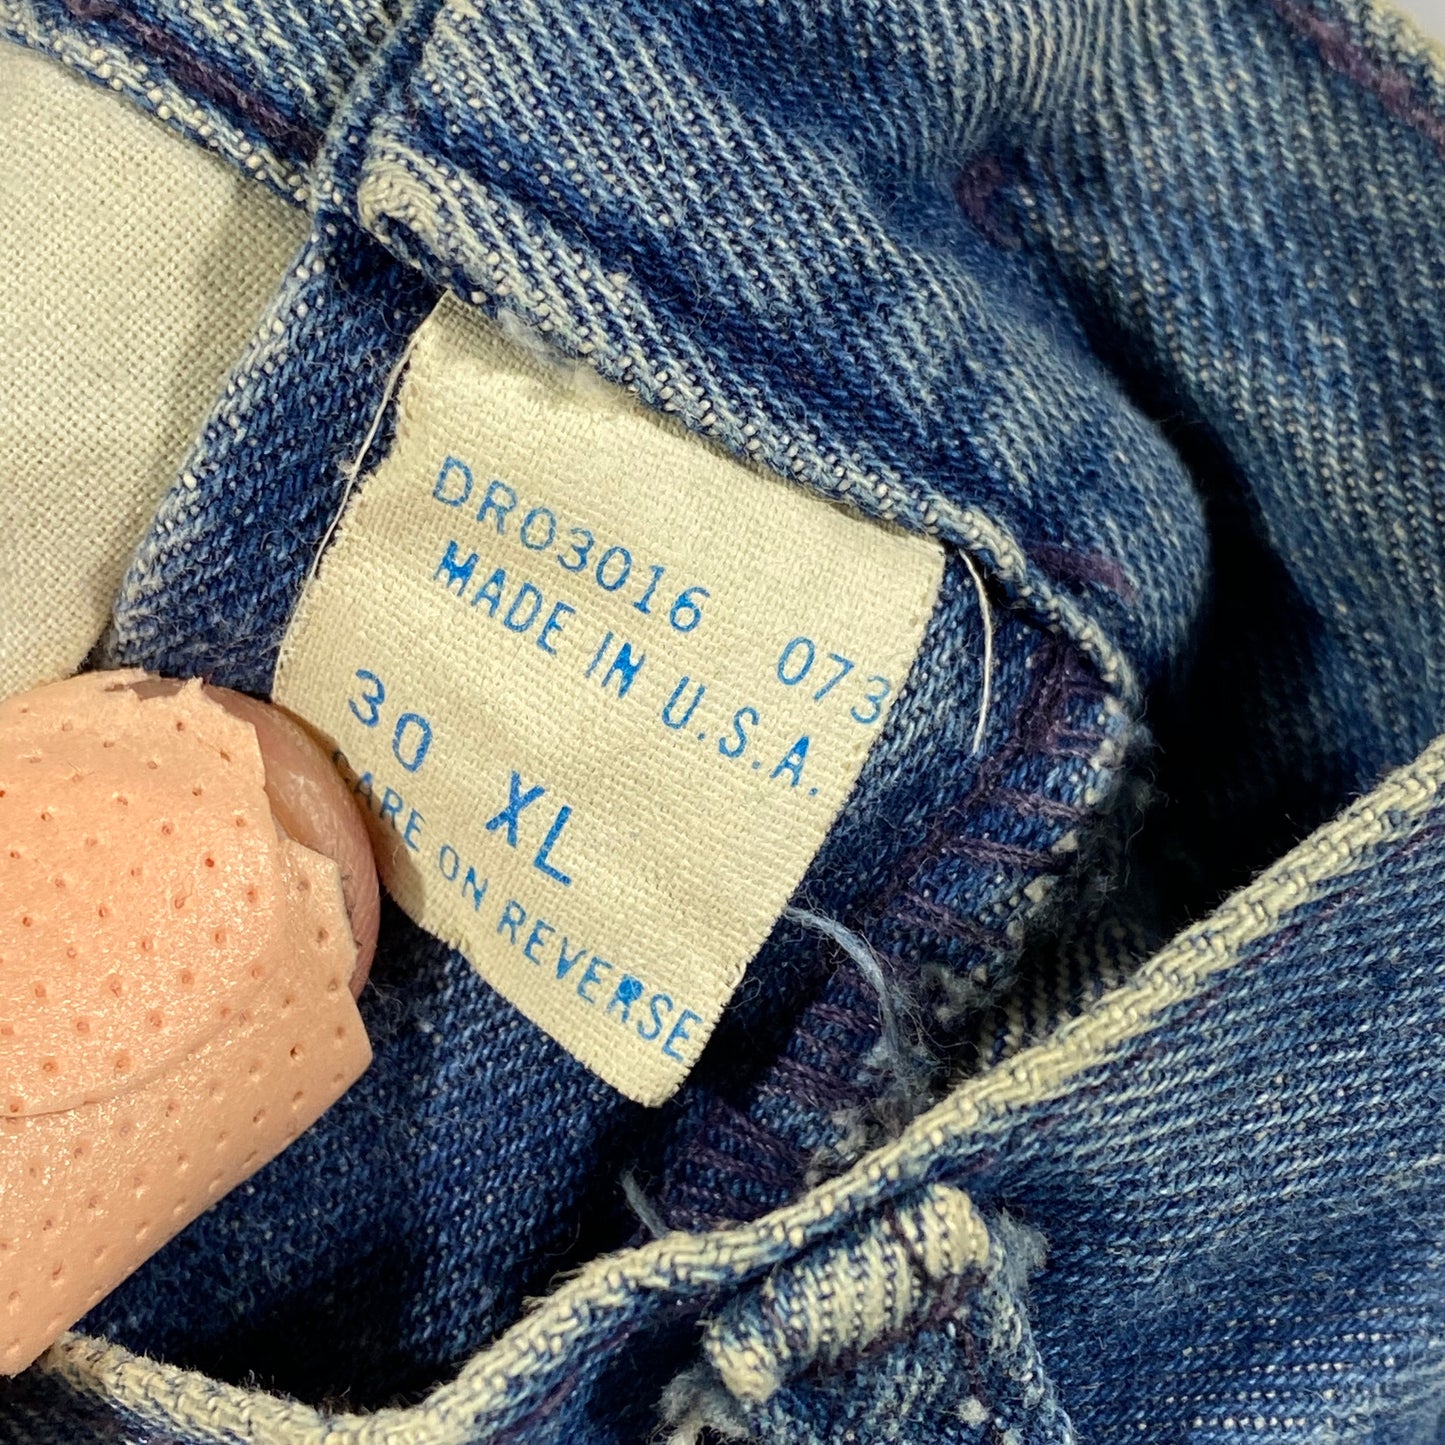 DR03016 073
MADE IN U.S.A.
30 XL
CARE ON REVERSE